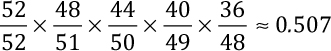 52/52 × 48/51 × 44/50 × 40/49 × 36/48 ≈ 0.507